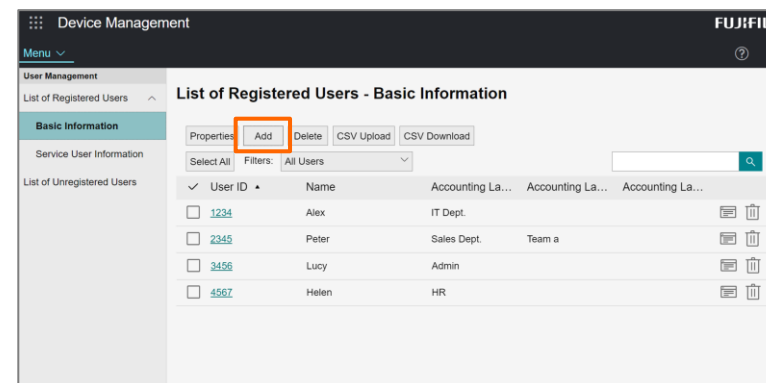 Device Management
FUJIFI
Menu
User Management
List of Registered Users
Basic Information
Service User Information
List of Unregistered Users
List of Registered Users - Basic Information
Properties Add Delete CSV Upload CSV Download
Select All Filters: All Users
User ID Name Accounting La... Accounting La... Accounting La...
1234 Alex IT Dept.
2345 Peter Sales Dept. Team a
3456 Lucy Admin
4567 Helen HR